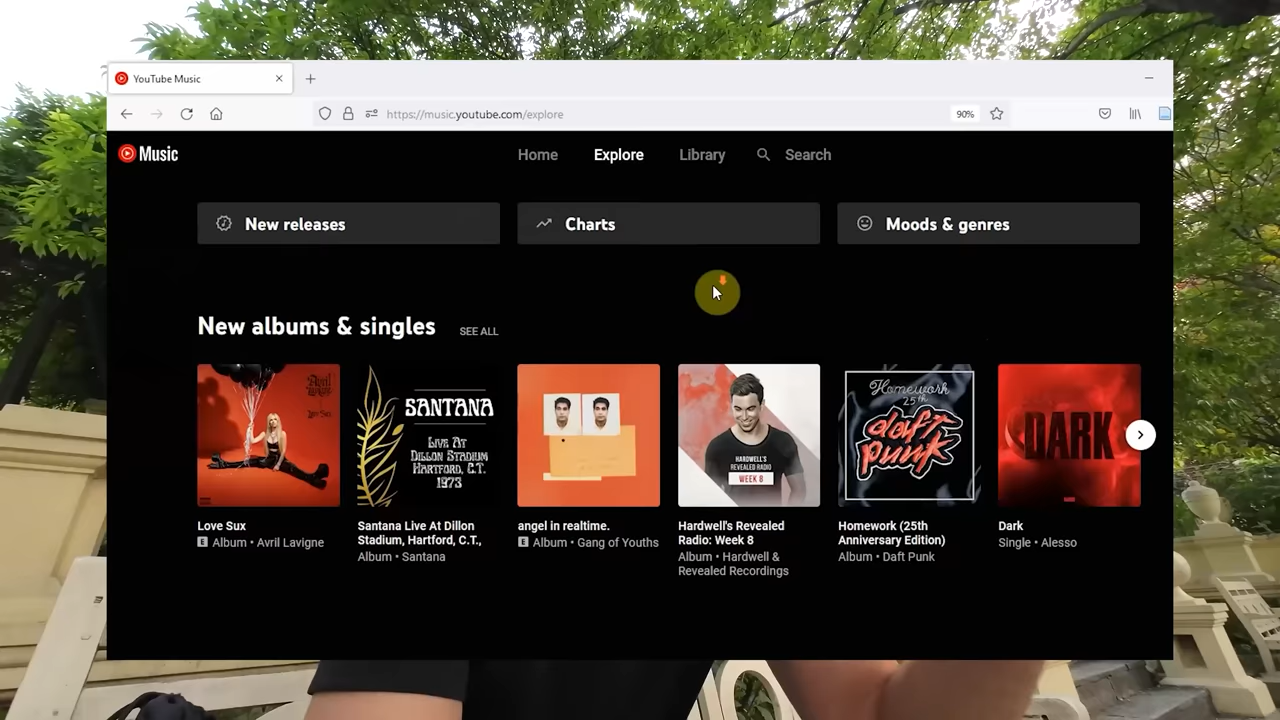 YouTube Music
https://music.youtube.com/explore
90%
Music
Home
Explore
Library
Search
New releases
Charts
Moods & genres
New albums & singles
SEE ALL
Avril
Lavigne
Love Sux
SANTANA
LIVE AT
DILLON STADIUM
HARTFORD, C.T.
1973
HARDWELL'S
REVEALED RADIO
WEEK 8
Homework
25th
daft
punk
DARK
Love Sux
E Album • Avril Lavigne
Santana Live At Dillon
Stadium, Hartford, C.T.,
Album • Santana
angel in realtime.
E Album • Gang of Youths
Hardwell's Revealed
Radio: Week 8
Album • Hardwell &
Revealed Recordings
Homework (25th
Anniversary Edition)
Album • Daft Punk
Dark
Single • Alesso